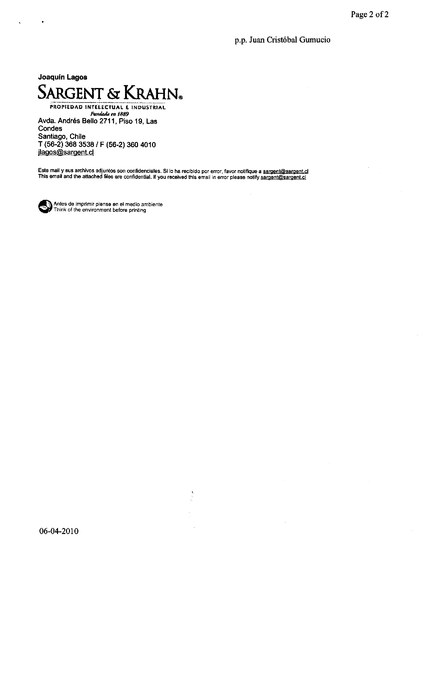 Page 2 of 2
p.p. Juan Cristóbal Gumucio
Joaquín Lagos
SARGENT & KRAHN®
PROPIEDAD INTELECTUAL E INDUSTRIAL
Fundada en 1889
Avda. Andrés Bello 2711, Piso 19, Las
Condes
Santiago, Chile
T (56-2) 368 3538 / F (56-2) 360 4010
jlagos@sargent.cl
Este mail y sus archivos adjuntos son confidenciales. Si lo ha recibido por error, favor notifique a sargent@sargent.cl
This email and the attached files are confidential. If you received this email in error please notify sargent@sargent.cl
Antes de imprimir piense en el medio ambiente
Think of the environment before printing
06-04-2010